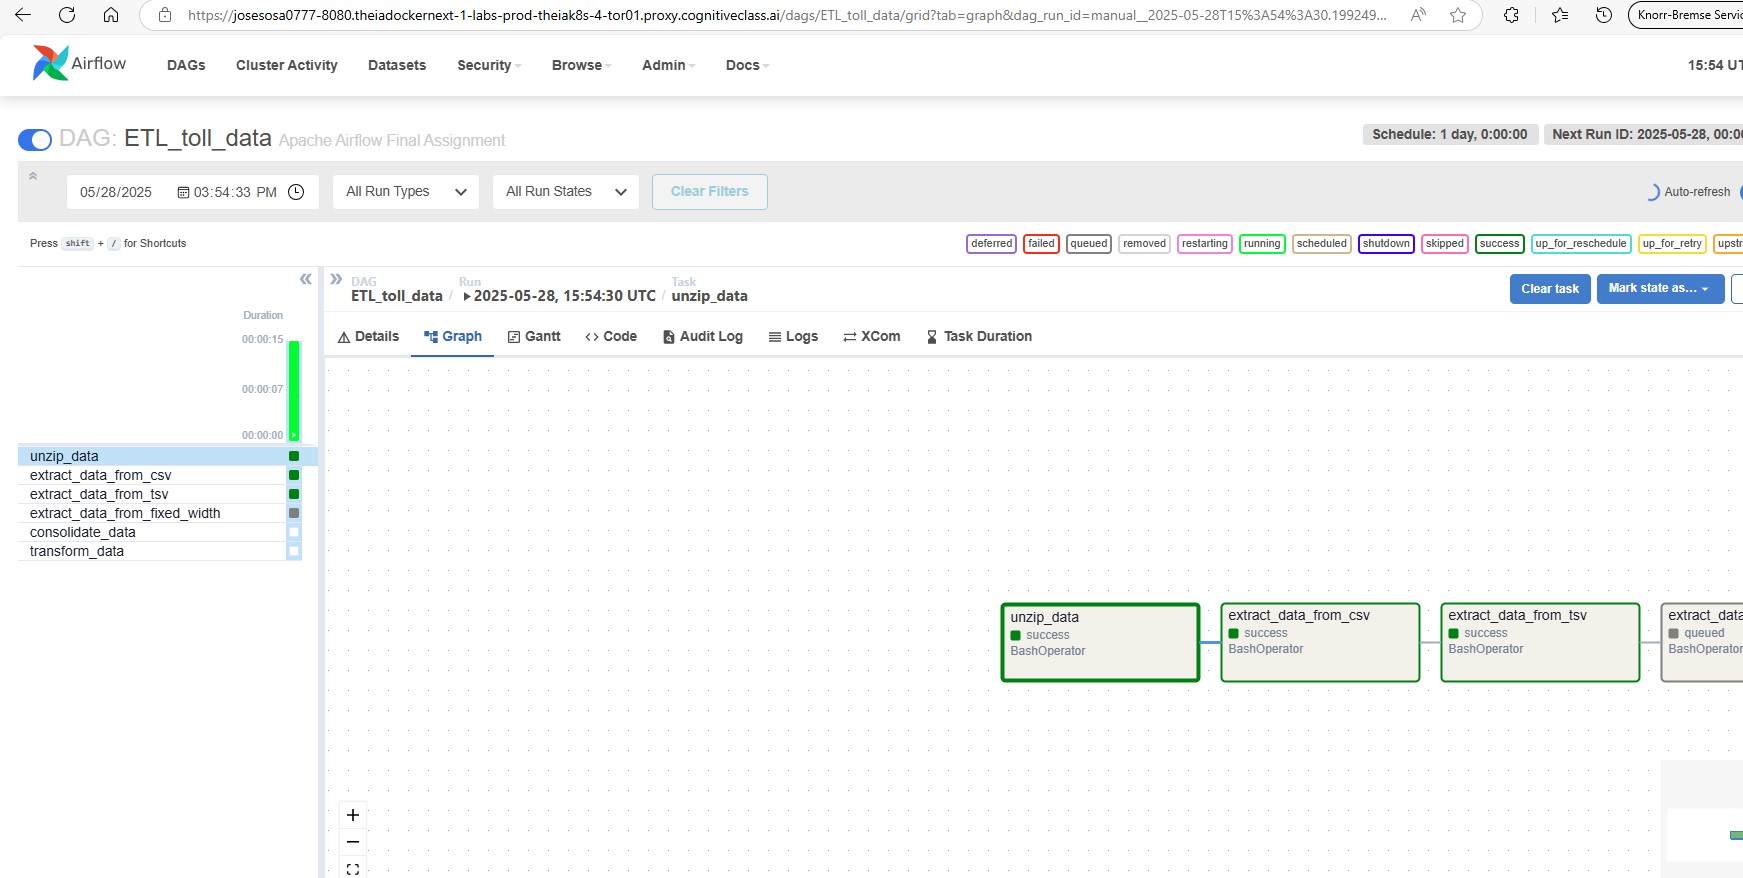 https://josesosa0777-8080.theiadockernext-1-labs-prod-theiak8s-4-tor01.proxy.cognitiveclass.ai/dags/ETL_toll_data/grid?tab=graph&dag_run_id=manual__2025-05-28T15%3A54%3A30.199249...
Knorr-Bremse Servic
Airflow DAGs Cluster Activity Datasets Security Browse Admin Docs 15:54 UT
DAG: ETL_toll_data Apache Airflow Final Assignment Schedule: 1 day, 0:00:00 Next Run ID: 2025-05-28, 00:00
05/28/2025 03:54:33 PM All Run Types All Run States Clear Filters Auto-refresh
Press shift + / for Shortcuts deferred failed queued removed restarting running scheduled shutdown skipped success up_for_reschedule up_for_retry upstr
DAG Run Task
ETL_toll_data / 2025-05-28, 15:54:30 UTC / unzip_data Clear task Mark state as...
Details Graph Gantt Code Audit Log Logs XCom Task Duration
Duration
00:00:15
00:00:07
00:00:00
unzip_data
extract_data_from_csv
extract_data_from_tsv
extract_data_from_fixed_width
consolidate_data
transform_data
unzip_data
success
BashOperator
extract_data_from_csv
success
BashOperator
extract_data_from_tsv
success
BashOperator
extract_data
queued
BashOperator